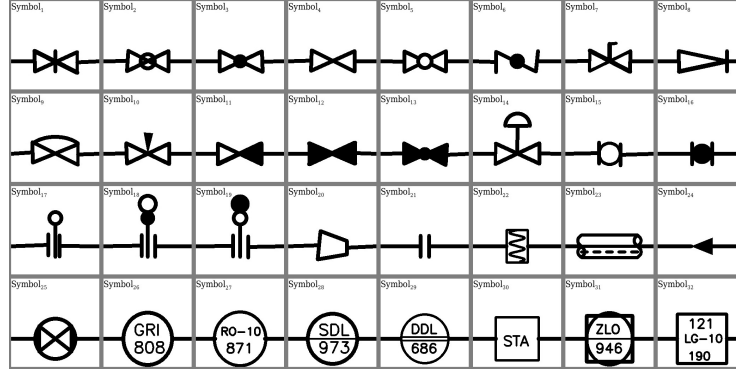 Symbol₁ Symbol₂ Symbol₃ Symbol₄ Symbol₅ Symbol₆ Symbol₇ Symbol₈
Symbol₉ Symbol₁₀ Symbol₁₁ Symbol₁₂ Symbol₁₃ Symbol₁₄ Symbol₁₅ Symbol₁₆
Symbol₁₇ Symbol₁₈ Symbol₁₉ Symbol₂₀ Symbol₂₁ Symbol₂₂ Symbol₂₃ Symbol₂₄
Symbol₂₅ Symbol₂₆ Symbol₂₇ Symbol₂₈ Symbol₂₉ Symbol₃₀ Symbol₃₁ Symbol₃₂
GRI
808
RO-10
871
SDL
973
DDL
686
STA
ZLO
946
121
LG-10
190